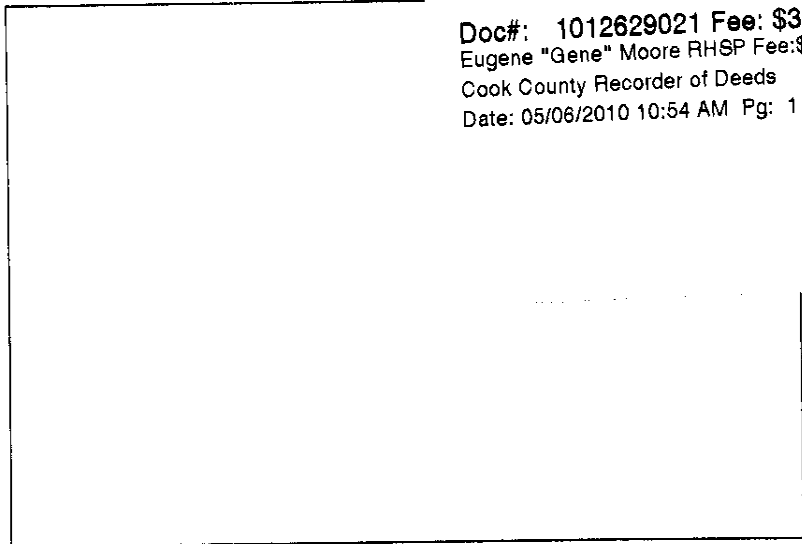 Doc#: 1012629021 Fee: $3
Eugene "Gene" Moore RHSP Fee:$
Cook County Recorder of Deeds
Date: 05/06/2010 10:54 AM Pg: 1